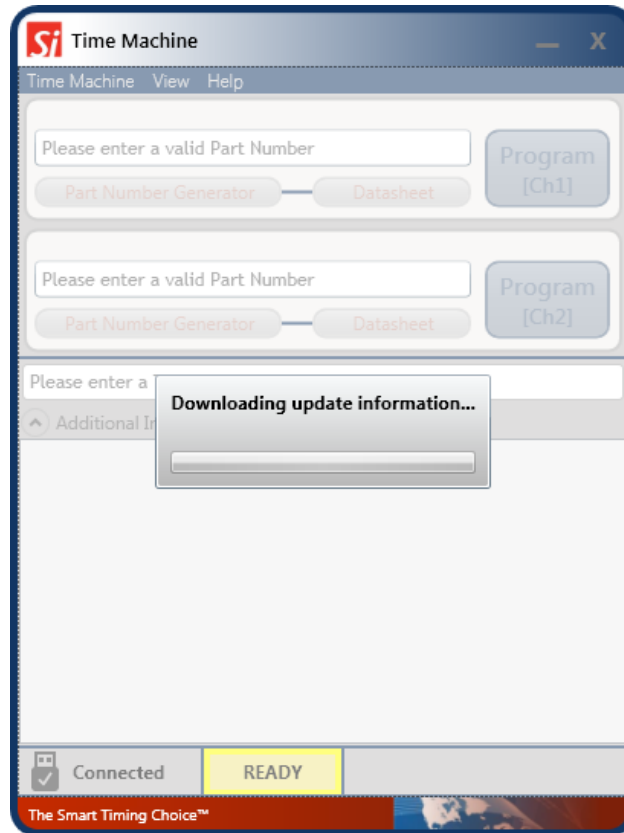 Si Time Machine
Time Machine View Help
Please enter a valid Part Number
Program
[Ch1]
Part Number Generator
Datasheet
Please enter a valid Part Number
Program
[Ch2]
Part Number Generator
Datasheet
Please enter a
Downloading update information...
Additional
Connected
READY
The Smart Timing Choice™